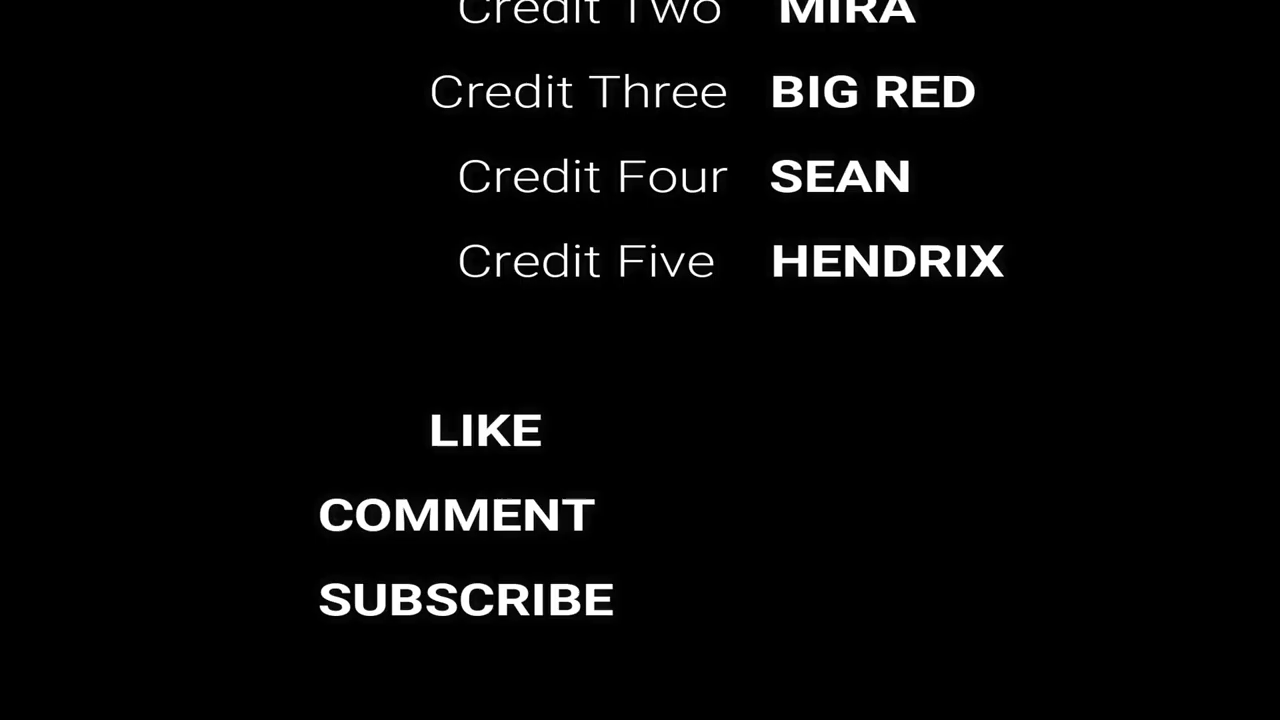 Credit Two MIRA
Credit Three BIG RED
Credit Four SEAN
Credit Five HENDRIX
LIKE
COMMENT
SUBSCRIBE